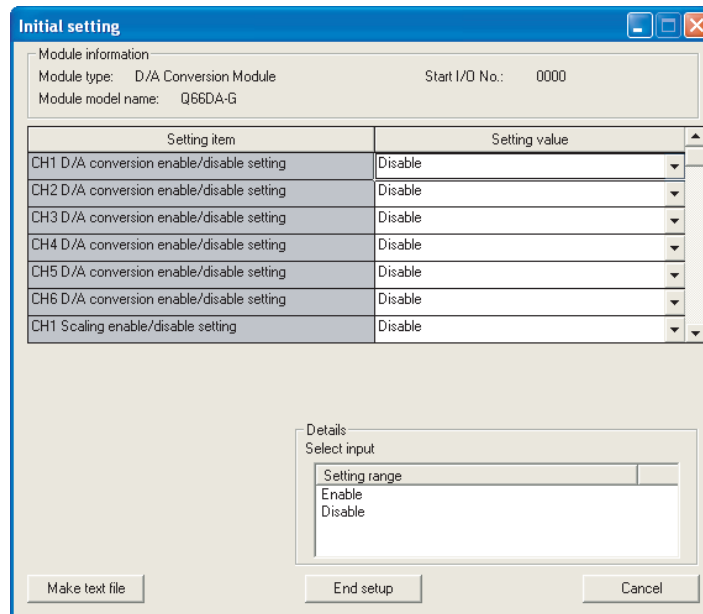 Initial setting
Module information
Module type: D/A Conversion Module Start I/O No.: 0000
Module model name: Q66DA-G
Setting item Setting value
CH1 D/A conversion enable/disable setting Disable
CH2 D/A conversion enable/disable setting Disable
CH3 D/A conversion enable/disable setting Disable
CH4 D/A conversion enable/disable setting Disable
CH5 D/A conversion enable/disable setting Disable
CH6 D/A conversion enable/disable setting Disable
CH1 Scaling enable/disable setting Disable
Details
Select input
Setting range
Enable
Disable
Make text file End setup Cancel